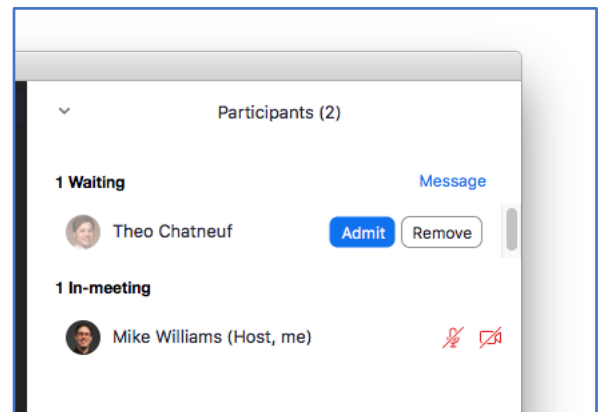 Participants (2)
1 Waiting Message
Theo Chatneuf Admit Remove
1 In-meeting
Mike Williams (Host, me)